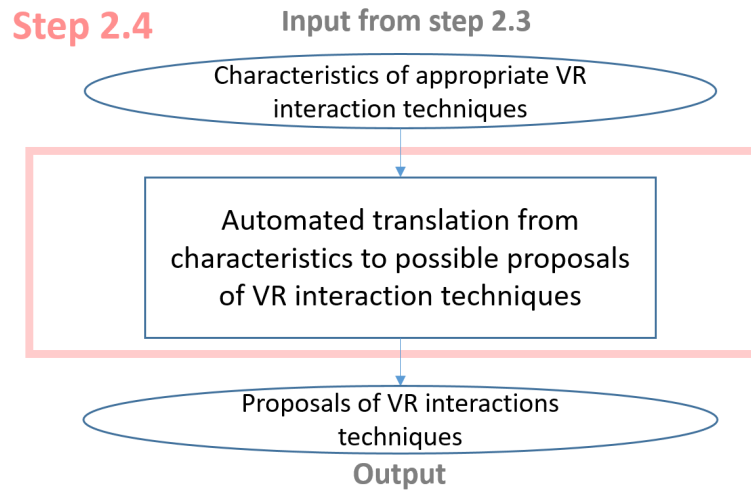 Step 2.4
Input from step 2.3
Characteristics of appropriate VR
interaction techniques
Automated translation from
characteristics to possible proposals
of VR interaction techniques
Proposals of VR interactions
techniques
Output